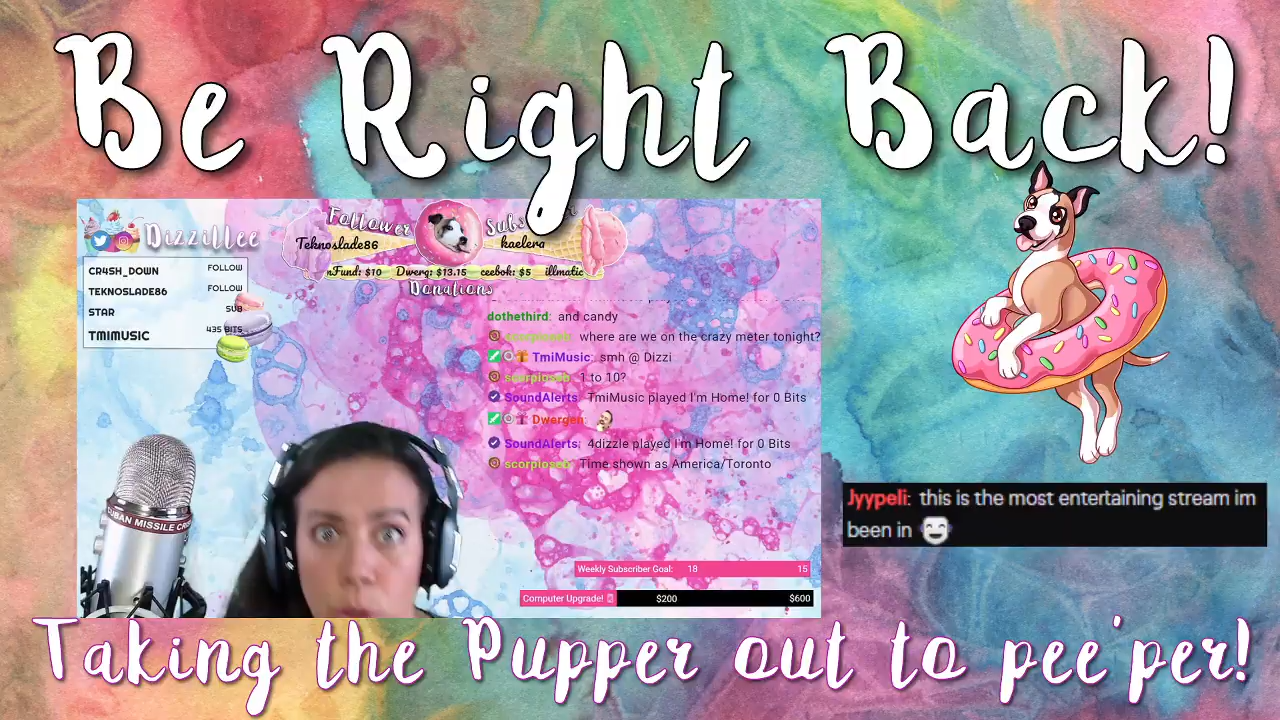 Be Right Back!
Dizzillee
Follower
Teknoslade86
kaelera
nFund: $10 Dwerg: $13.15 ceebok: $5 illmatic
Donations
CR4SH_DOWN FOLLOW
TEKNOSLADE86 FOLLOW
STAR SUB
TMIMUSIC 435 BITS
dothethird: and candy
scorpioseb where are we on the crazy meter tonight?
TmiMusic: smh @ Dizzi
scorpioseb 1 to 10?
SoundAlerts: TmiMusic played I'm Home! for 0 Bits
Dwergen:
SoundAlerts: 4dizzle played I'm Home! for 0 Bits
scorpioseb: Time shown as America/Toronto
Jyypeli: this is the most entertaining stream im
been in
CUBAN MISSILE
Weekly Subscriber Goal: 18 15
Computer Upgrade! $200 $600
Taking the Pupper out to pee'per!